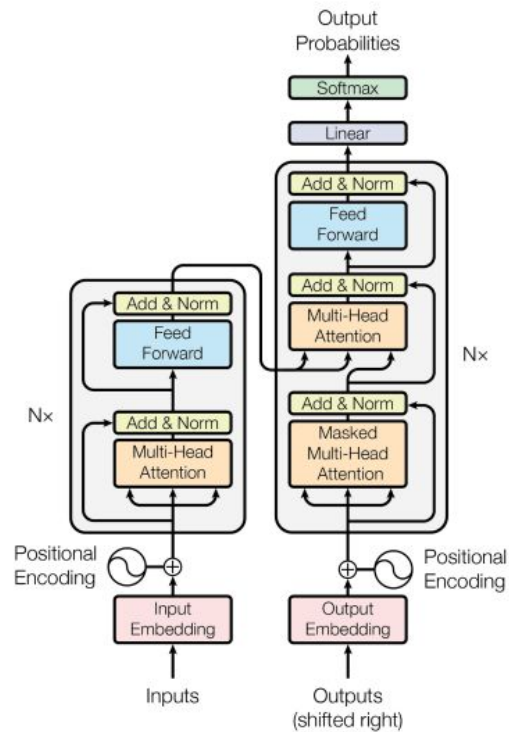 Output
Probabilities
Softmax
Linear
Add & Norm
Feed
Forward
Add & Norm
Multi-Head
Attention
Nx
Add & Norm
Masked
Multi-Head
Attention
Positional
Encoding
Output
Embedding
Outputs
(shifted right)
Add & Norm
Feed
Forward
Nx
Add & Norm
Multi-Head
Attention
Positional
Encoding
Input
Embedding
Inputs